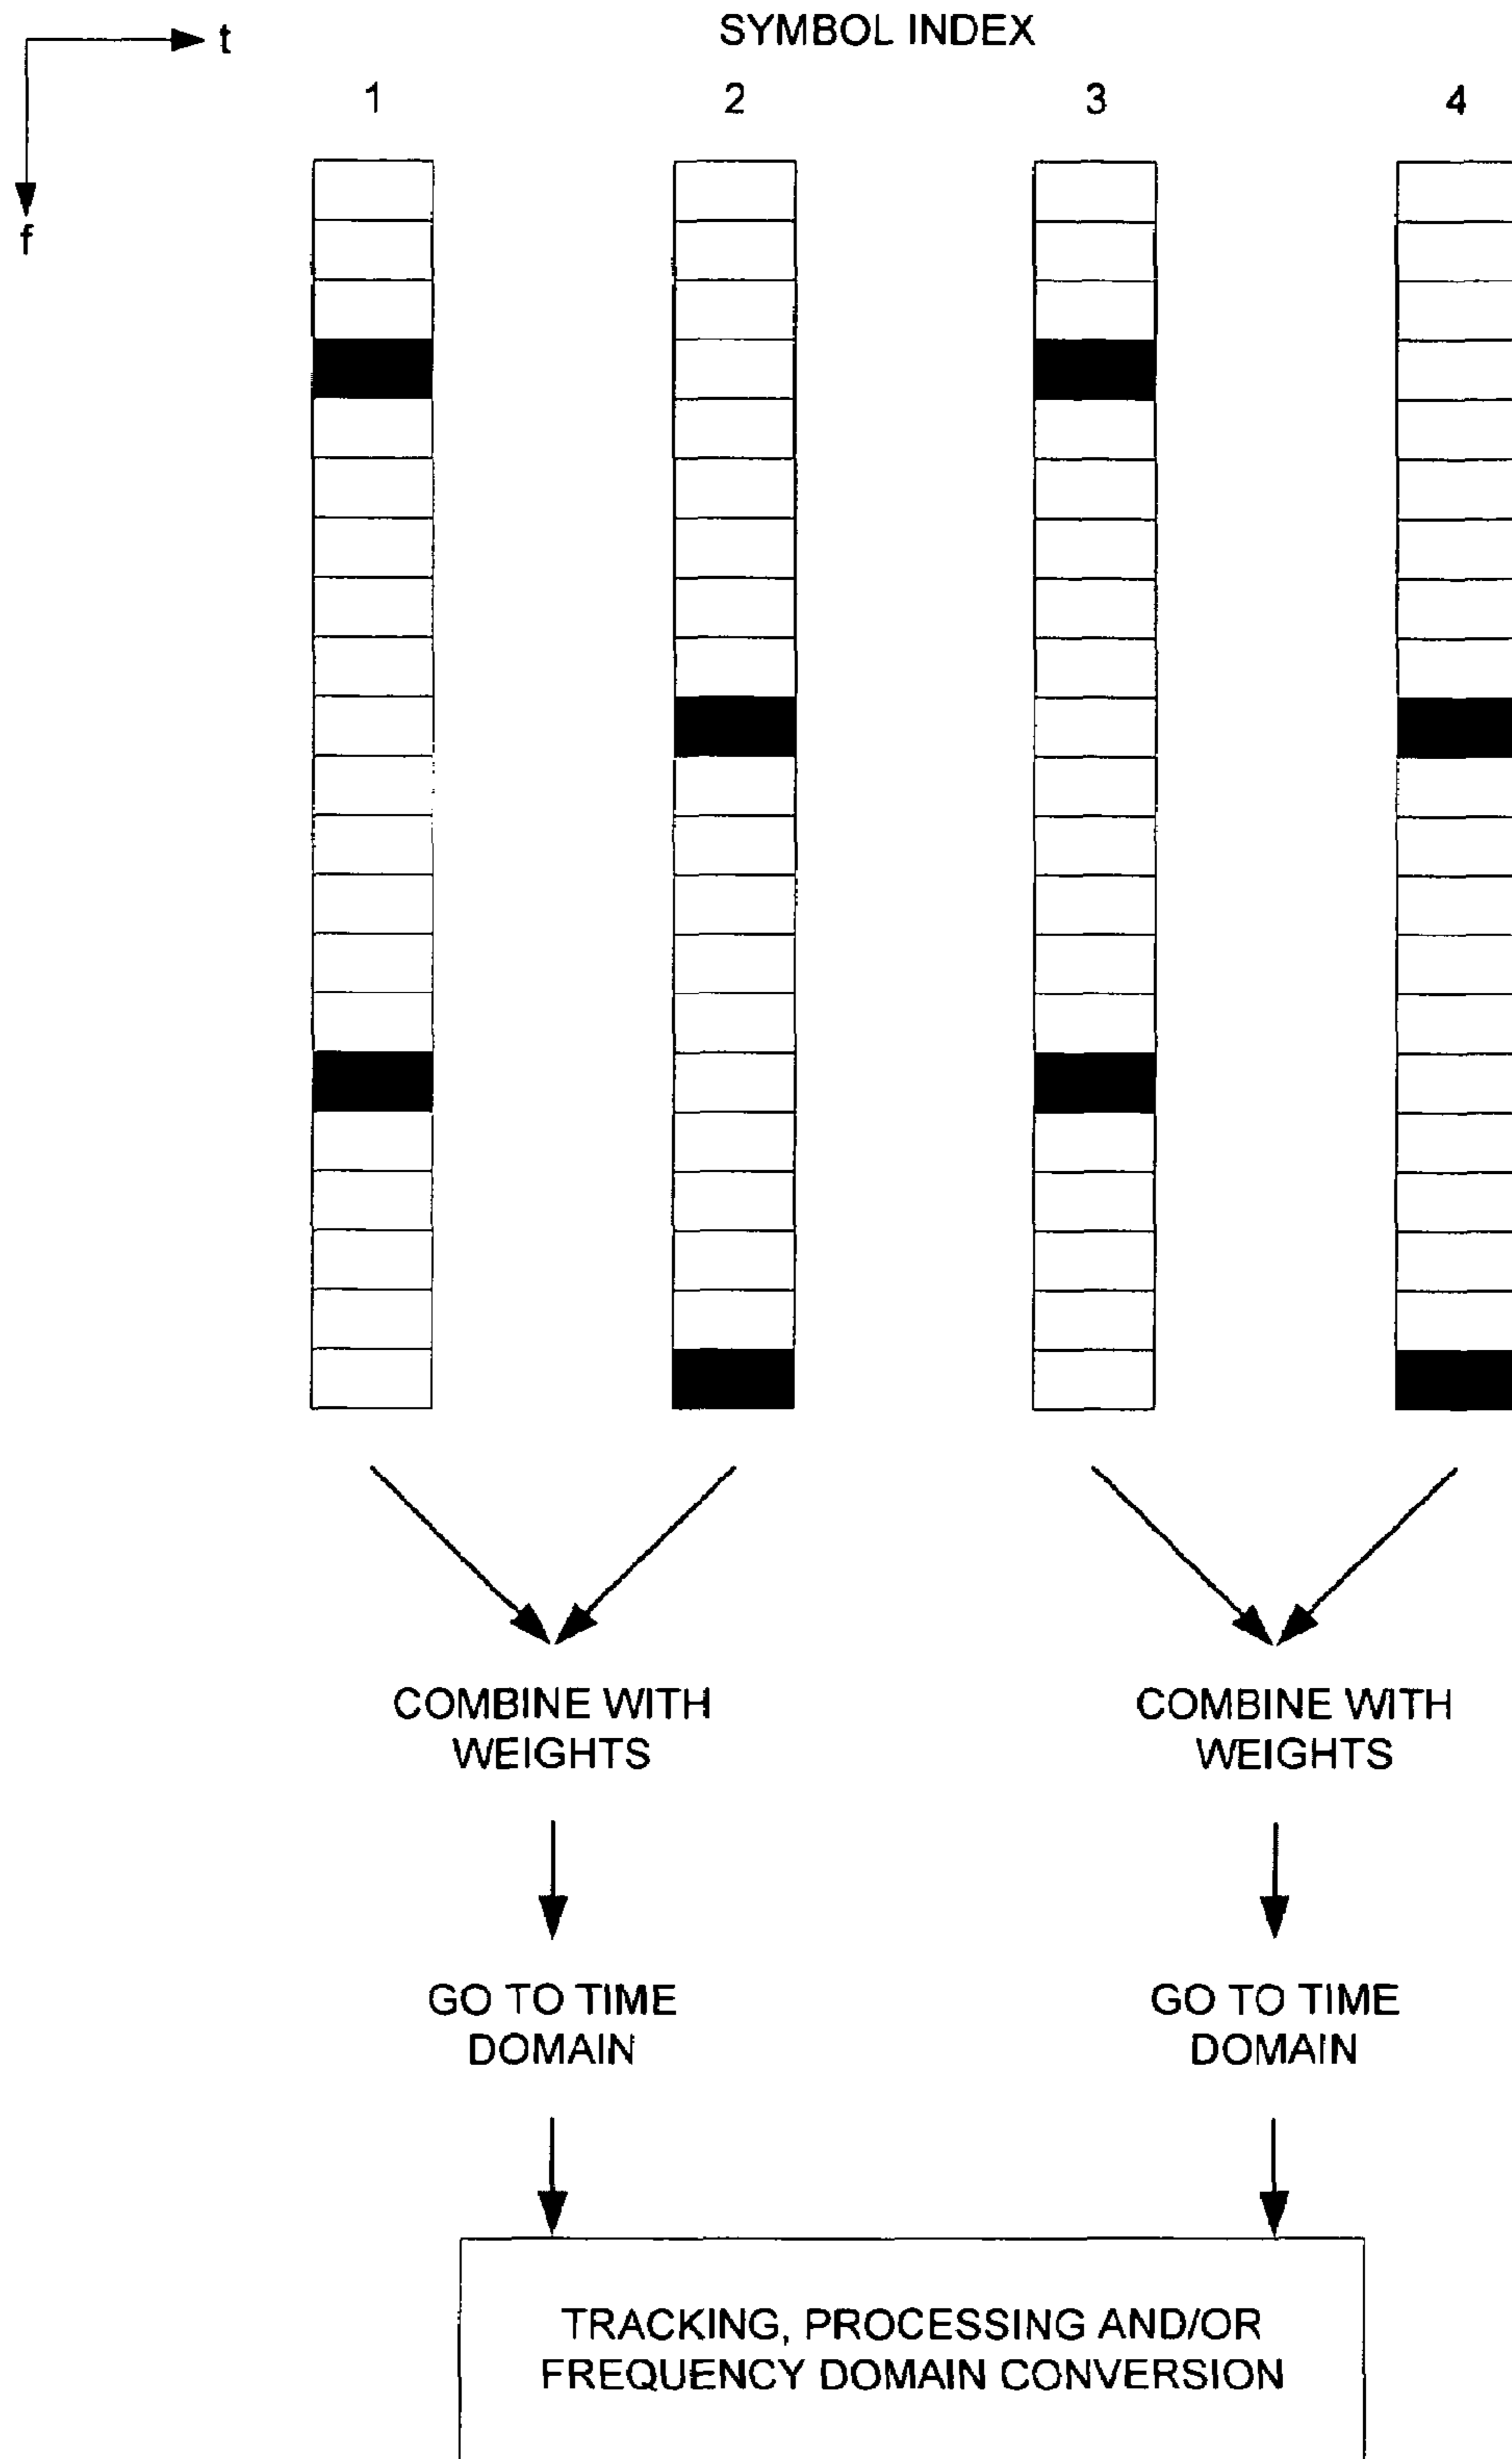 t
SYMBOL INDEX
f
1 2 3 4
COMBINE WITH
WEIGHTS
COMBINE WITH
WEIGHTS
GO TO TIME
DOMAIN
GO TO TIME
DOMAIN
TRACKING, PROCESSING AND/OR
FREQUENCY DOMAIN CONVERSION